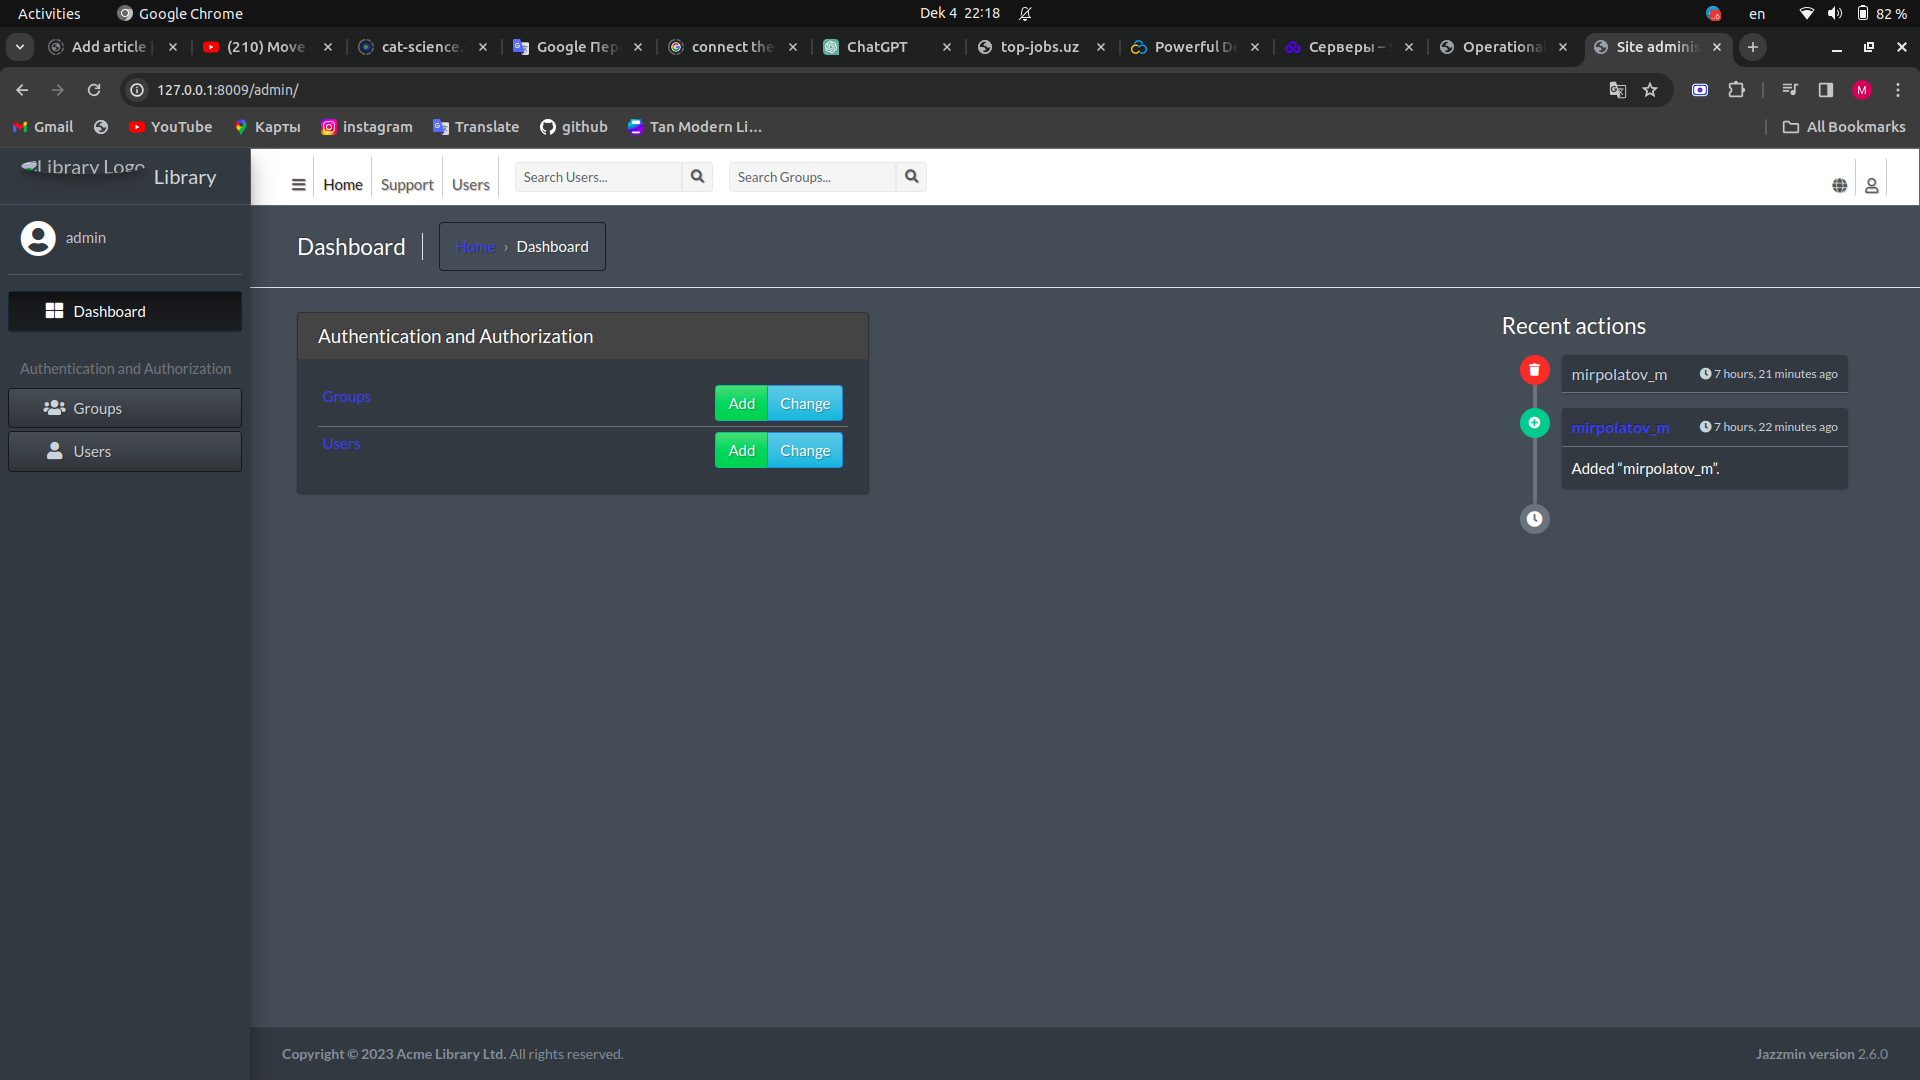 Activities Google Chrome Dek 4 22:18 en 82 %
Add article (210) Move cat-science. Google Пер connect the ChatGPT top-jobs.uz Powerful De Серверы – Operational Site adminis
127.0.0.1:8009/admin/ M
Gmail YouTube Карты instagram Translate github Tan Modern Li... All Bookmarks
Library Logo Library
Home Support Users Search Users... Search Groups...
admin
Dashboard Home › Dashboard
Dashboard
Authentication and Authorization
Groups
Users
Authentication and Authorization
Groups Add Change
Users Add Change
Recent actions
mirpolatov_m 7 hours, 21 minutes ago
mirpolatov_m 7 hours, 22 minutes ago
Added “mirpolatov_m”.
Copyright © 2023 Acme Library Ltd. All rights reserved. Jazzmin version 2.6.0